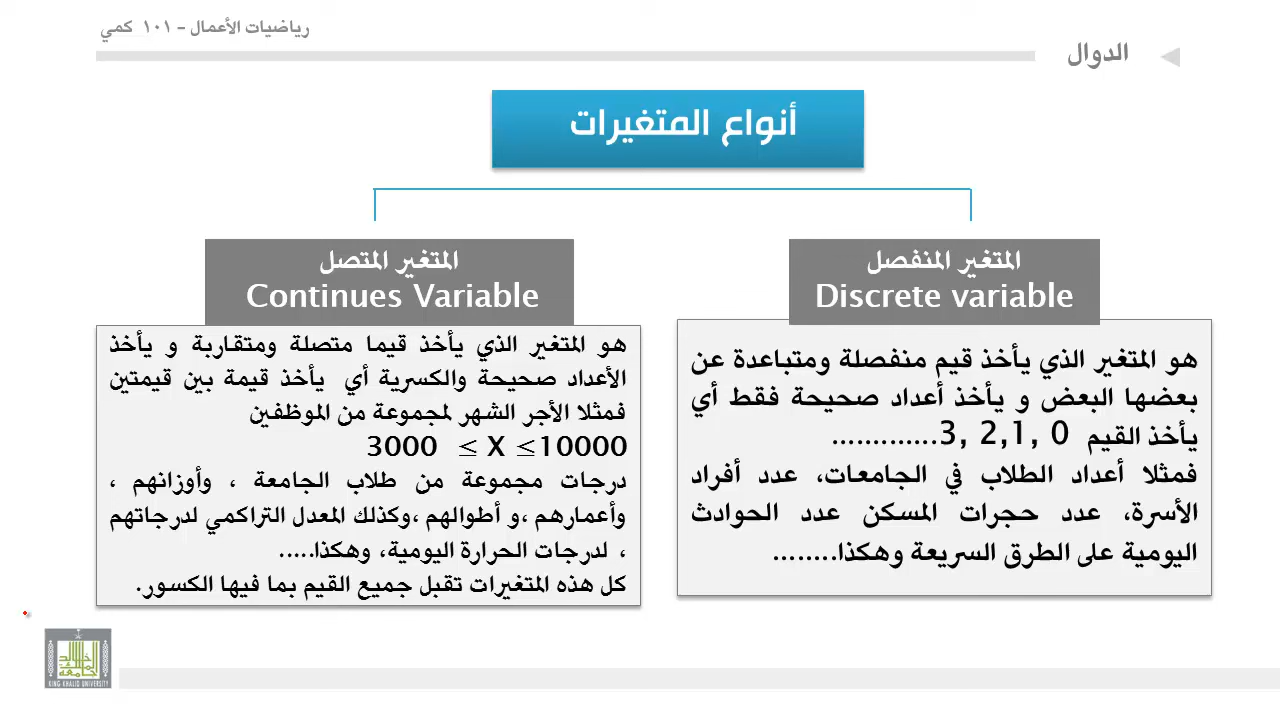 رياضيات الأعمال – ١٠١ كمي
الدوال
أنواع المتغيرات
المتغير المنفصل
Discrete variable
هو المتغير الذي يأخذ قيم منفصلة ومتباعدة عن
بعضها البعض و يأخذ أعداد صحيحة فقط أي
يأخذ القيم 0 ,1,2 ,3.............
فمثلا أعداد الطلاب في الجامعات، عدد أفراد
الأسرة، عدد حجرات المسكن عدد الحوادث
اليومية على الطرق السريعة وهكذا........
المتغير المتصل
Continues Variable
هو المتغير الذي يأخذ قيما متصلة ومتقاربة و يأخذ
الأعداد صحيحة والكسرية أي يأخذ قيمة بين قيمتين
فمثلا الأجر الشهر لمجموعة من الموظفين
3000 ≤ X ≤10000
درجات مجموعة من طلاب الجامعة ، وأوزانهم ،
وأعمارهم ،و أطوالهم ،وكذلك المعدل التراكمي لدرجاتهم
، لدرجات الحرارة اليومية، وهكذا.....
كل هذه المتغيرات تقبل جميع القيم بما فيها الكسور.
KING KHALID UNIVERSITY